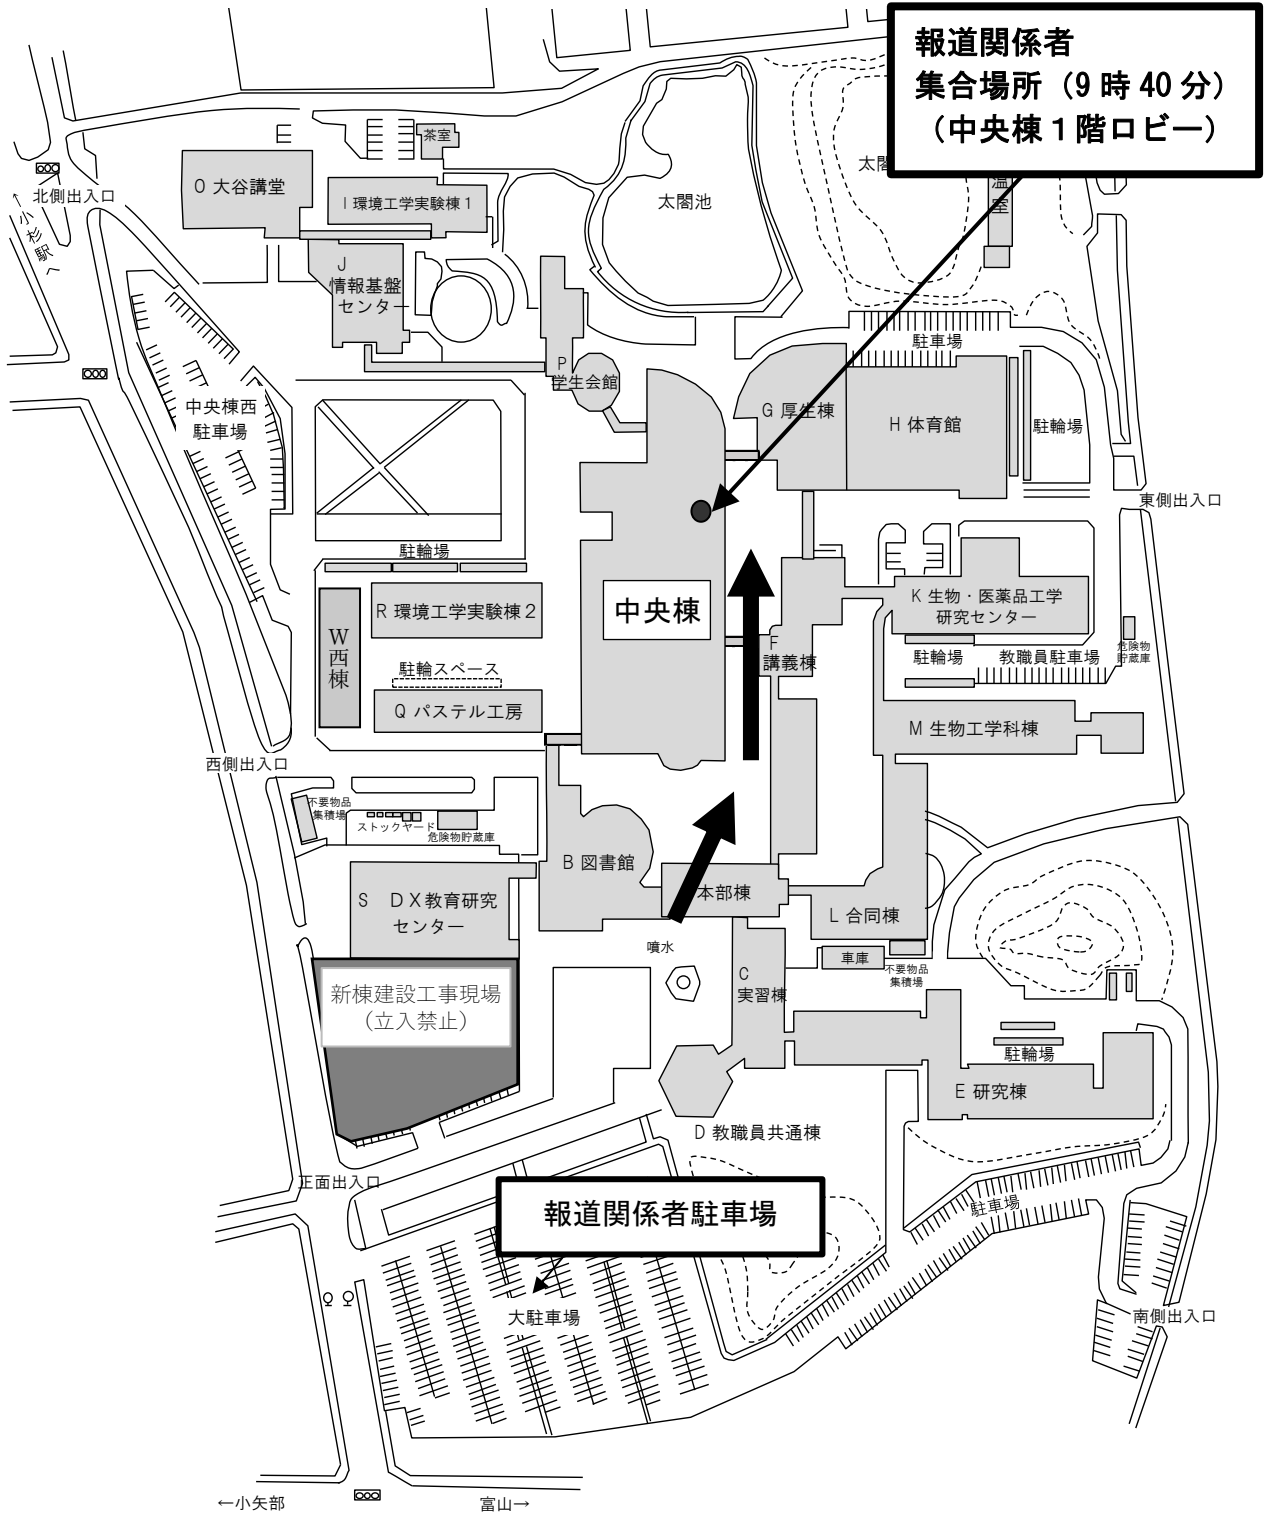 報道関係者
集合場所（9 時 40 分）
（中央棟１階ロビー）
茶室
O 大谷講堂
I 環境工学実験棟１
北側出入口
←小杉駅へ
太閤池
太閤
温室
J
情報基盤
センター
駐車場
P
学生会館
中央棟西
駐車場
G 厚生棟
H 体育館
駐輪場
東側出入口
駐輪場
R 環境工学実験棟２
中央棟
K 生物・医薬品工学
研究センター
W西棟
F
講義棟
駐輪場
教職員駐車場
危険物
貯蔵庫
駐輪スペース
Q パステル工房
M 生物工学科棟
西側出入口
不要物品
集積場
ストックヤード
危険物貯蔵庫
B 図書館
本部棟
S ＤＸ教育研究
センター
L 合同棟
噴水
車庫
不要物品
集積場
C
実習棟
新棟建設工事現場
（立入禁止）
駐輪場
E 研究棟
D 教職員共通棟
正面出入口
報道関係者駐車場
駐車場
大駐車場
南側出入口
←小矢部
富山→